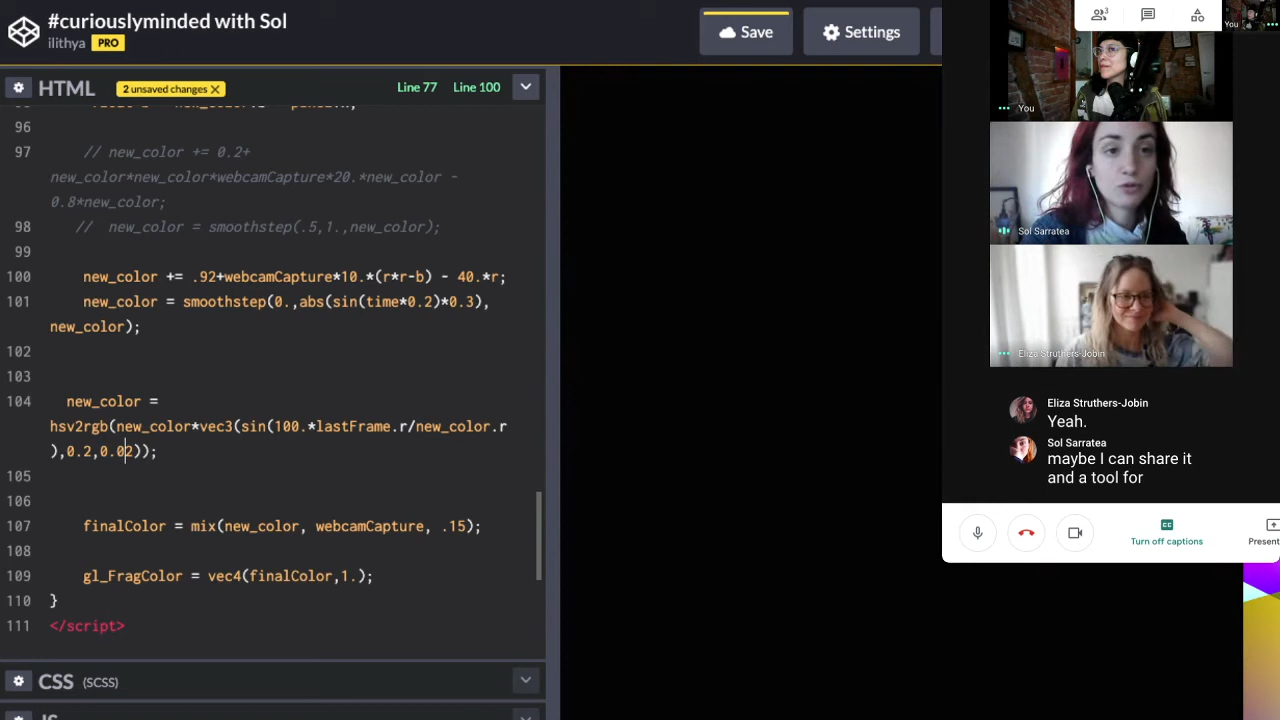 #curiouslyminded with Sol
ilithya PRO
Save
Settings
HTML
2 unsaved changes X
Line 77
Line 100
96
97 // new_color += 0.2+
new_color*new_color*webcamCapture*20.*new_color -
0.8*new_color;
98 // new_color = smoothstep(.5,1.,new_color);
99
100 new_color += .92+webcamCapture*10.*(r*r-b) - 40.*r;
101 new_color = smoothstep(0.,abs(sin(time*0.2)*0.3),
new_color);
102
103
104 new_color =
hsv2rgb(new_color*vec3(sin(100.*lastFrame.r/new_color.r
),0.2,0.02));
105
106
107 finalColor = mix(new_color, webcamCapture, .15);
108
109 gl_FragColor = vec4(finalColor,1.);
110 }
111 </script>
CSS (SCSS)
3
You
You
Sol Sarratea
Eliza Struthers-Jobin
Eliza Struthers-Jobin
Yeah.
Sol Sarratea
maybe I can share it
and a tool for
Turn off captions
Present